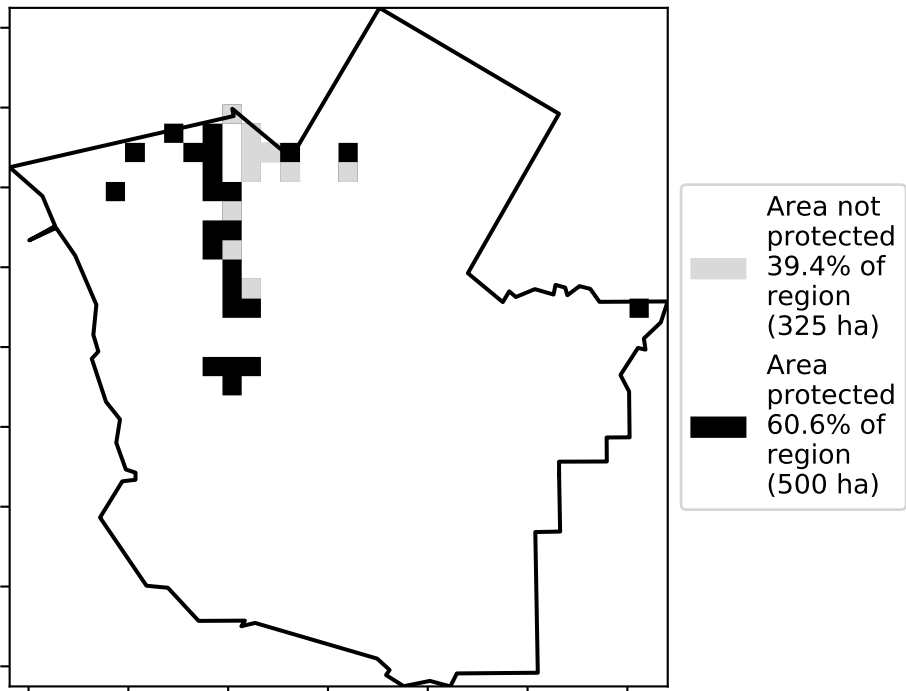 Area not
protected
39.4% of
region
(325 ha)
Area
protected
60.6% of
region
(500 ha)